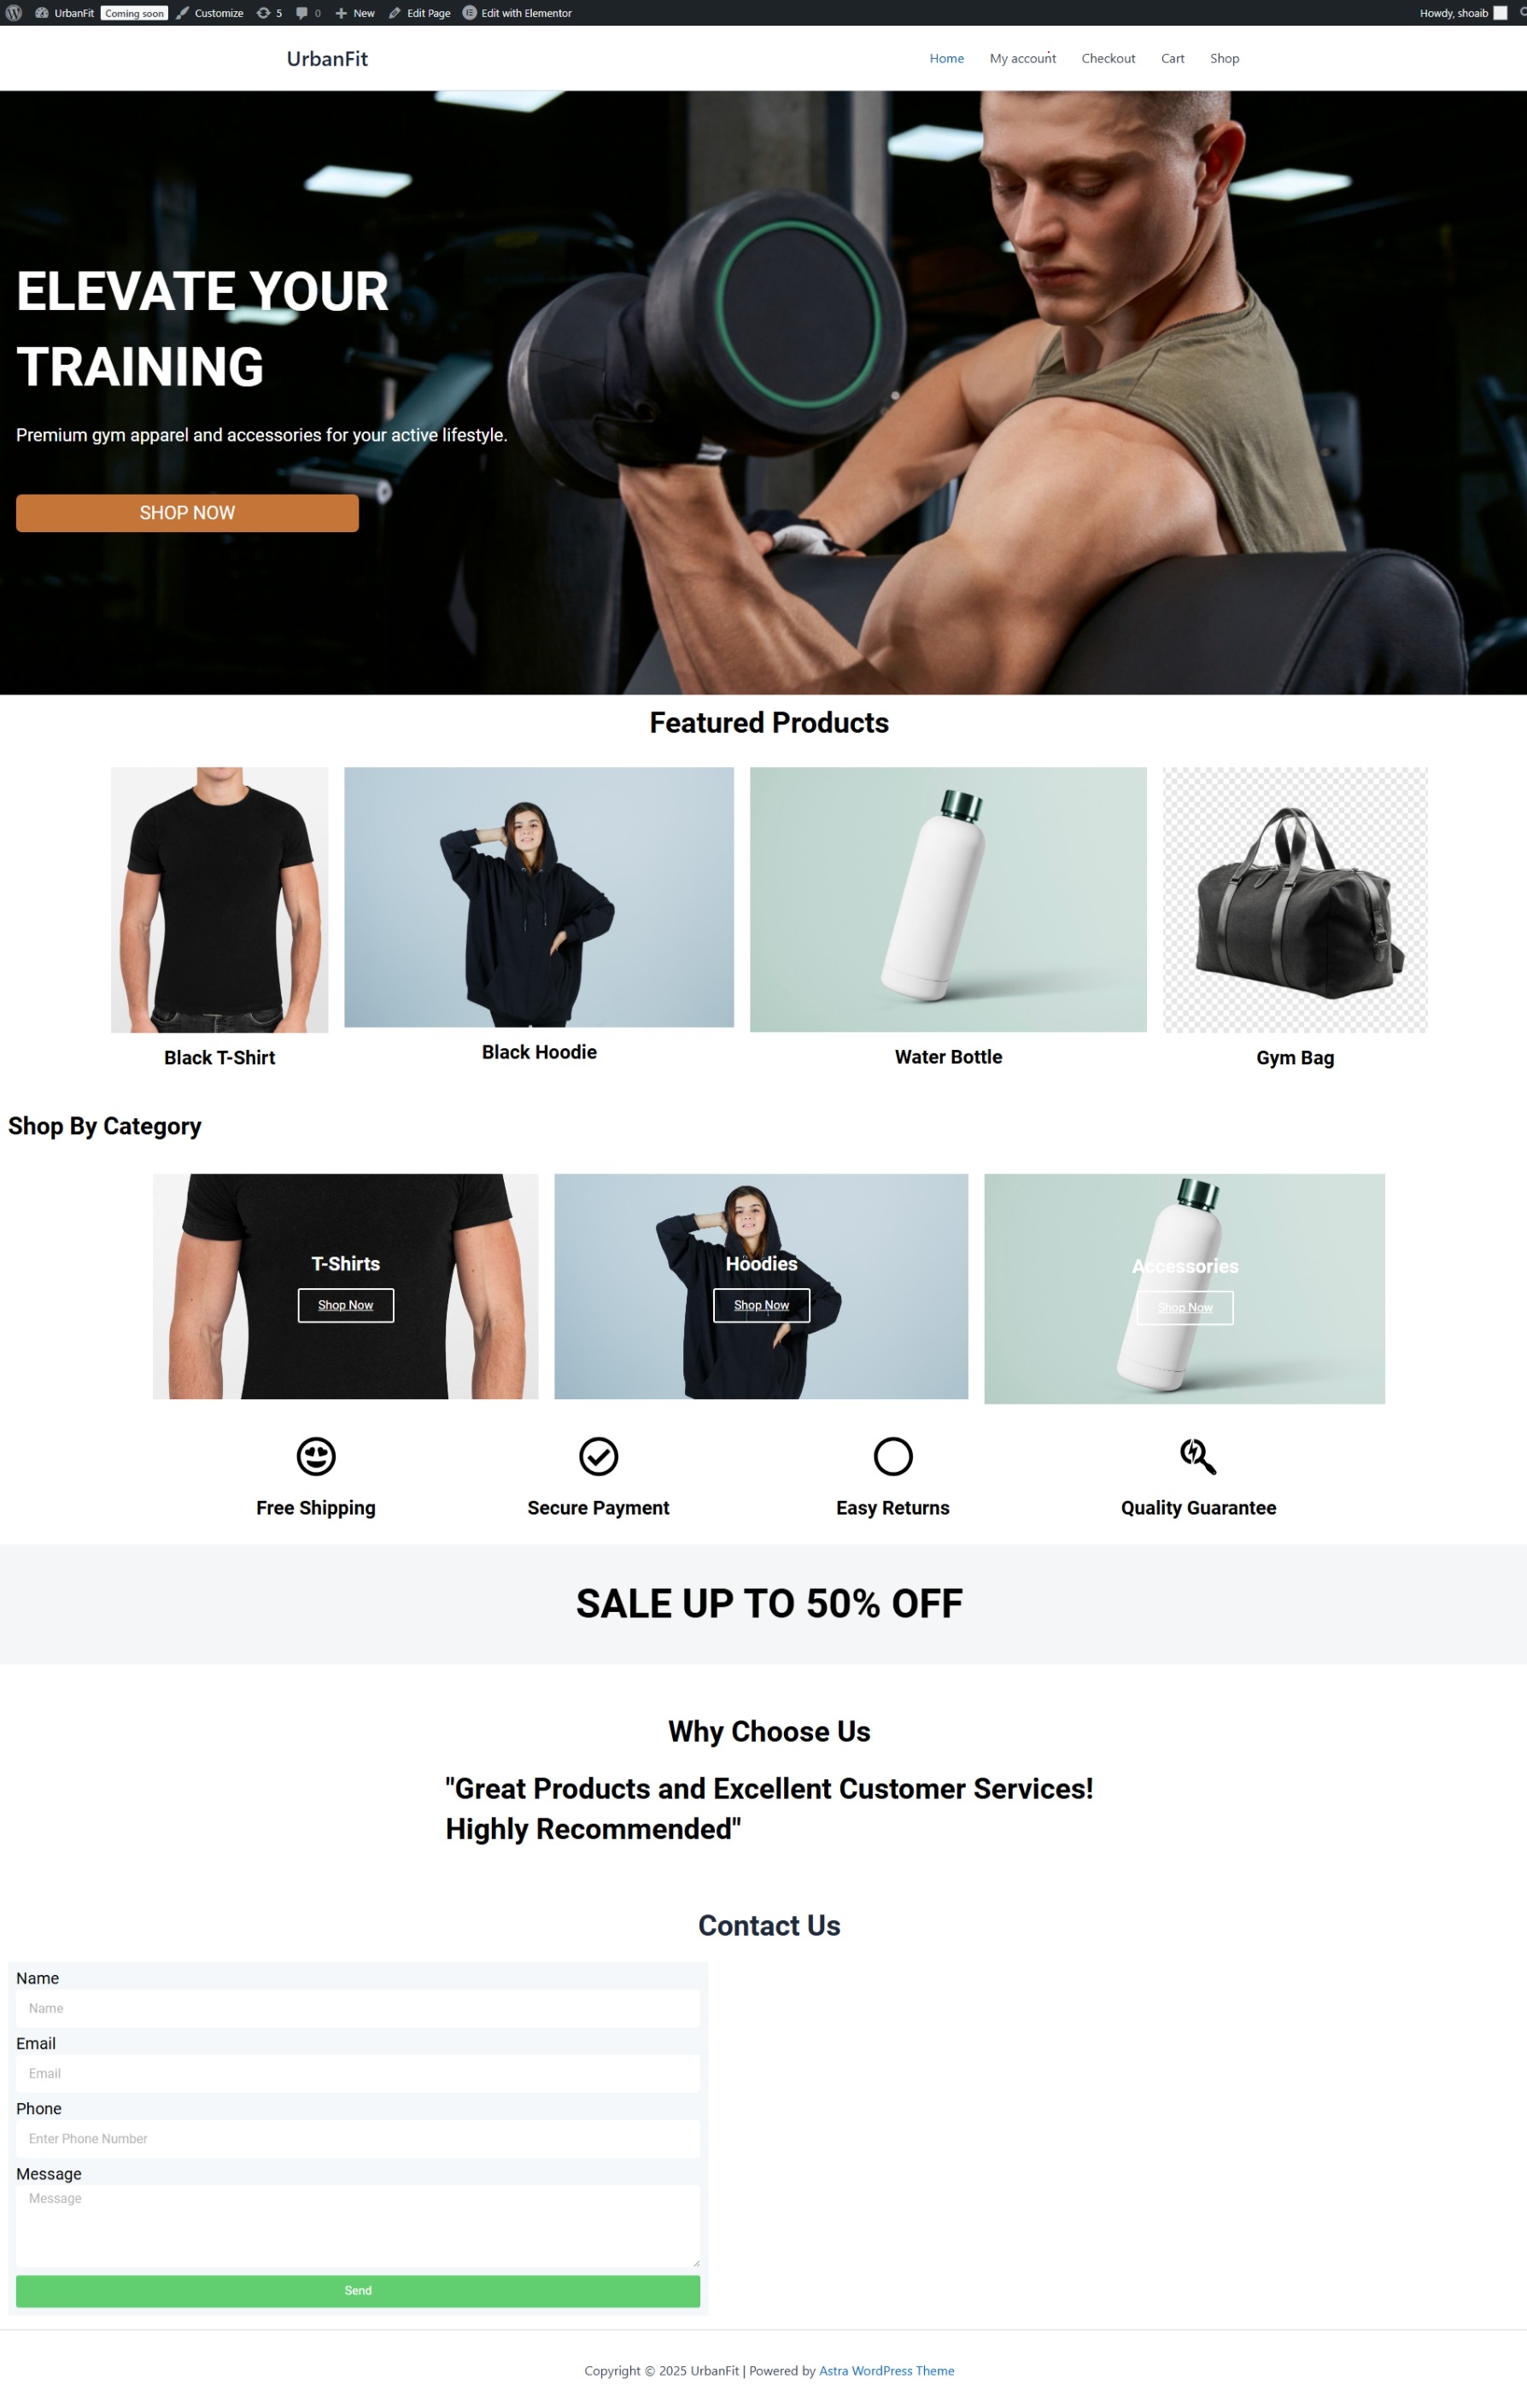 UrbanFit Coming soon Customize 5 0 New Edit Page Edit with Elementor Howdy, shoaib
UrbanFit Home My account Checkout Cart Shop
ELEVATE YOUR
TRAINING
Premium gym apparel and accessories for your active lifestyle.
SHOP NOW
Featured Products
Black T-Shirt Black Hoodie Water Bottle Gym Bag
Shop By Category
T-Shirts Hoodies Accessories
Shop Now Shop Now Shop Now
Free Shipping Secure Payment Easy Returns Quality Guarantee
SALE UP TO 50% OFF
Why Choose Us
"Great Products and Excellent Customer Services!
Highly Recommended"
Contact Us
Name
Name
Email
Email
Phone
Enter Phone Number
Message
Message
Send
Copyright © 2025 UrbanFit | Powered by Astra WordPress Theme